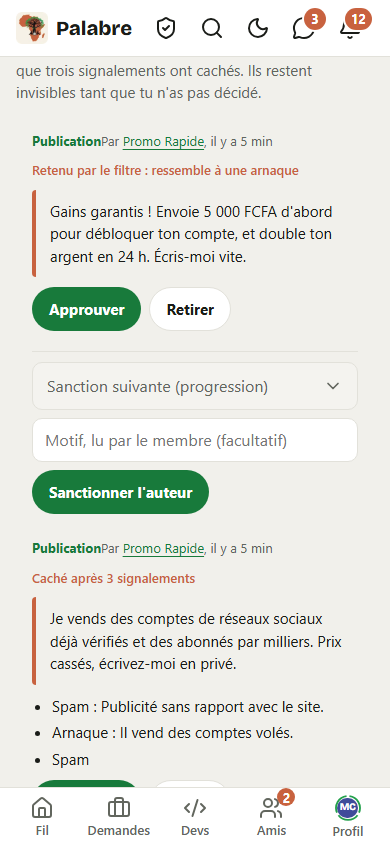 Palabre
3
12
que trois signalements ont cachés. Ils restent
invisibles tant que tu n'as pas décidé.
PublicationPar Promo Rapide, il y a 5 min
Retenu par le filtre : ressemble à une arnaque
Gains garantis ! Envoie 5 000 FCFA d'abord
pour débloquer ton compte, et double ton
argent en 24 h. Écris-moi vite.
Approuver
Retirer
Sanction suivante (progression)
Motif, lu par le membre (facultatif)
Sanctionner l'auteur
PublicationPar Promo Rapide, il y a 5 min
Caché après 3 signalements
Je vends des comptes de réseaux sociaux
déjà vérifiés et des abonnés par milliers. Prix
cassés, écrivez-moi en privé.
Spam : Publicité sans rapport avec le site.
Arnaque : Il vend des comptes volés.
Spam
2
MC
Fil
Demandes
Devs
Amis
Profil